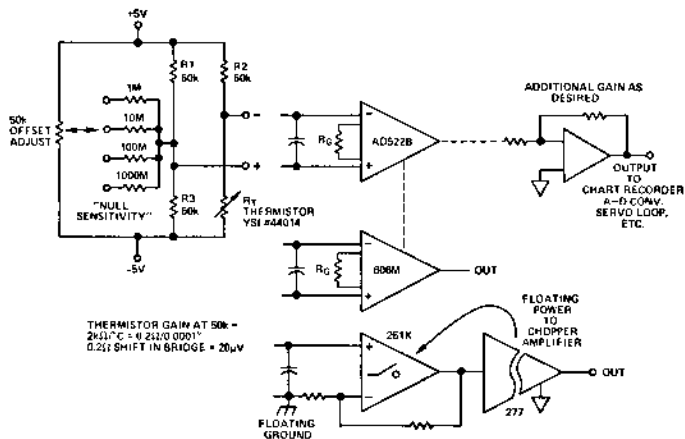 +5V
R1
50k
R2
50k
1M
50k
OFFSET
ADJUST
10M
100M
1000M
"NULL
SENSITIVITY"
R3
50k
RT
THERMISTOR
YSI #44014
-5V
−
+
−
RG
AD522B
+
ADDITIONAL GAIN AS
DESIRED
OUTPUT
TO
CHART RECORDER
A-D CONV.
SERVO LOOP,
ETC.
−
RG
606M
+
OUT
THERMISTOR GAIN AT 50k =
2kΩ/°C = 0.2Ω/0.0001°
0.2Ω SHIFT IN BRIDGE = 20µV
FLOATING
POWER
TO
CHOPPER
AMPLIFIER
+
261K
−
277
OUT
FLOATING
GROUND